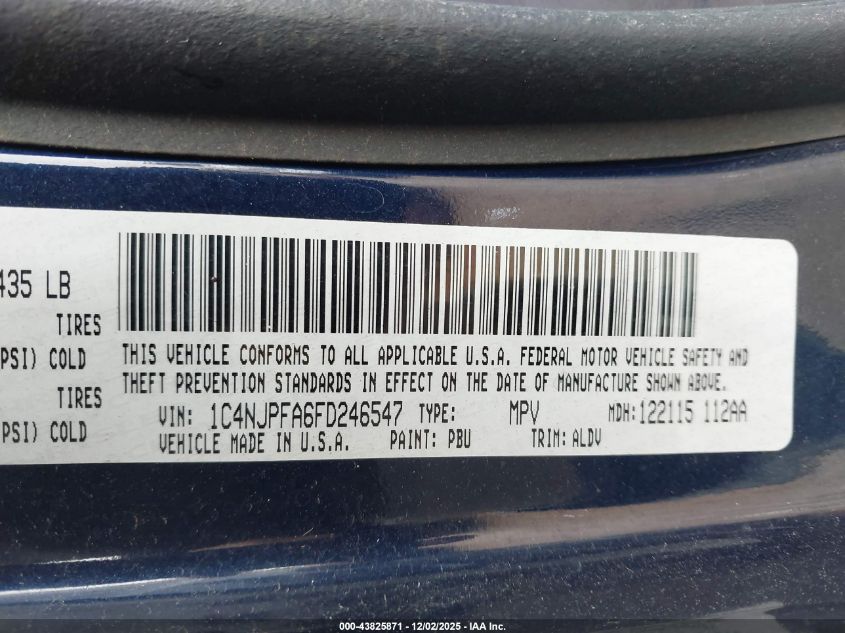 435 LB
TIRES
PSI) COLD
TIRES
PSI) COLD
THIS VEHICLE CONFORMS TO ALL APPLICABLE U.S.A. FEDERAL MOTOR VEHICLE SAFETY AND
THEFT PREVENTION STANDARDS IN EFFECT ON THE DATE OF MANUFACTURE SHOWN ABOVE.
VIN: 1C4NJPFA6FD246547 TYPE: MPV MDH: 122115 112AA
VEHICLE MADE IN U.S.A. PAINT: PBU TRIM: ALDV
000-43825871 - 12/02/2025 - IAA Inc.